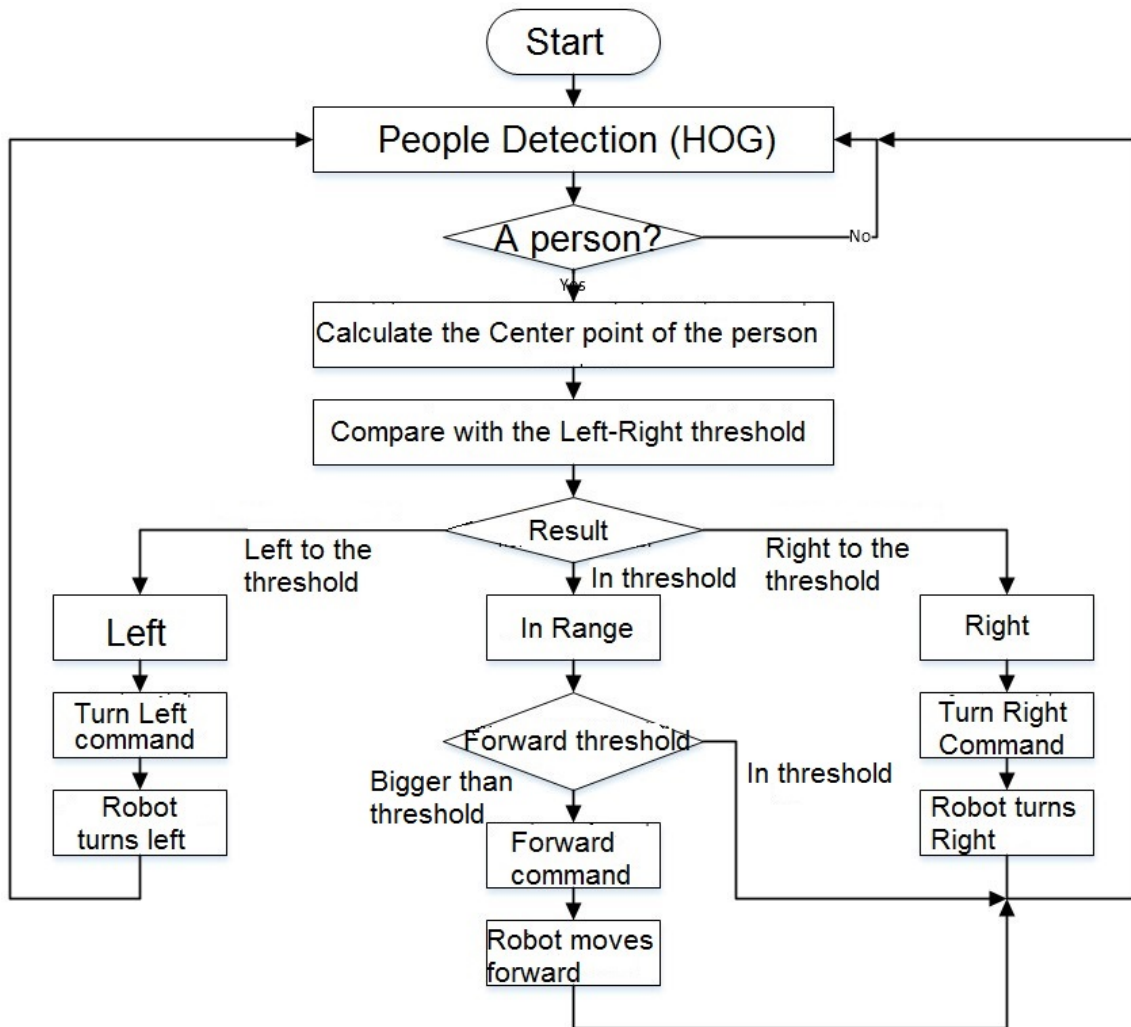 Start
People Detection (HOG)
A person?
No
Yes
Calculate the Center point of the person
Compare with the Left-Right threshold
Result
Left to the
threshold
In threshold
Right to the
threshold
Left
In Range
Right
Turn Left
command
Forward threshold
Turn Right
Command
Bigger than
threshold
In threshold
Robot
turns left
Forward
command
Robot turns
Right
Robot moves
forward